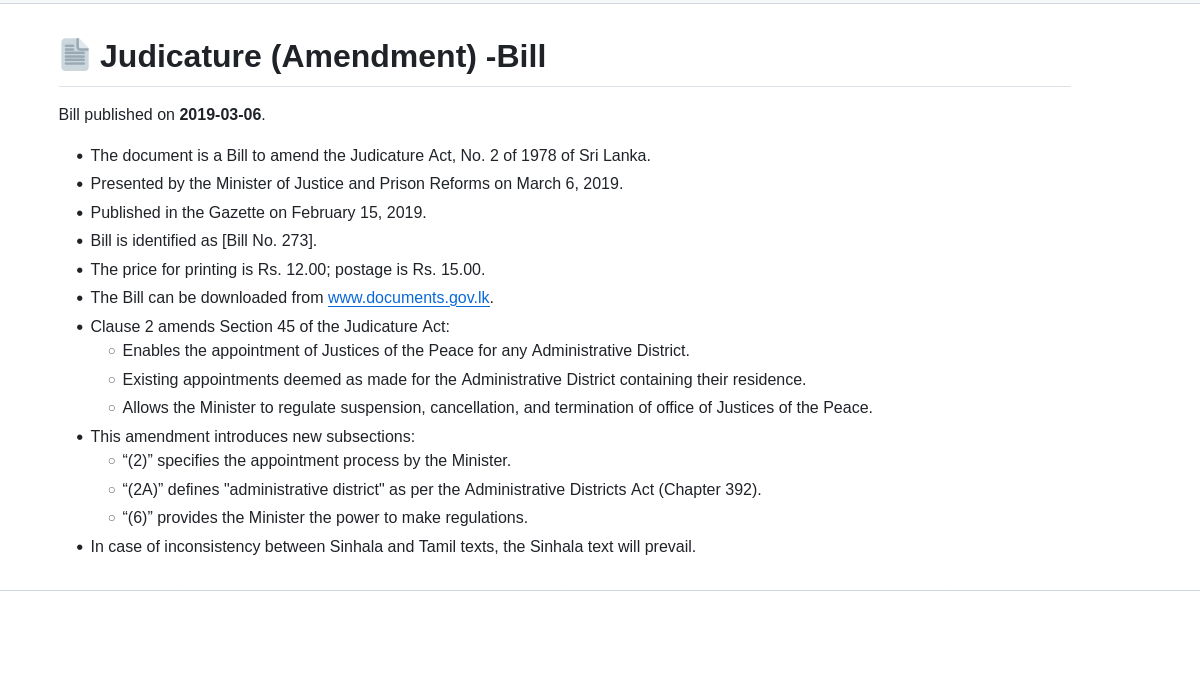 Judicature (Amendment) -Bill
Bill published on 2019-03-06.
The document is a Bill to amend the Judicature Act, No. 2 of 1978 of Sri Lanka.
Presented by the Minister of Justice and Prison Reforms on March 6, 2019.
Published in the Gazette on February 15, 2019.
Bill is identified as [Bill No. 273].
The price for printing is Rs. 12.00; postage is Rs. 15.00.
The Bill can be downloaded from www.documents.gov.lk.
Clause 2 amends Section 45 of the Judicature Act:
Enables the appointment of Justices of the Peace for any Administrative District.
Existing appointments deemed as made for the Administrative District containing their residence.
Allows the Minister to regulate suspension, cancellation, and termination of office of Justices of the Peace.
This amendment introduces new subsections:
“(2)” specifies the appointment process by the Minister.
“(2A)” defines "administrative district" as per the Administrative Districts Act (Chapter 392).
“(6)” provides the Minister the power to make regulations.
In case of inconsistency between Sinhala and Tamil texts, the Sinhala text will prevail.